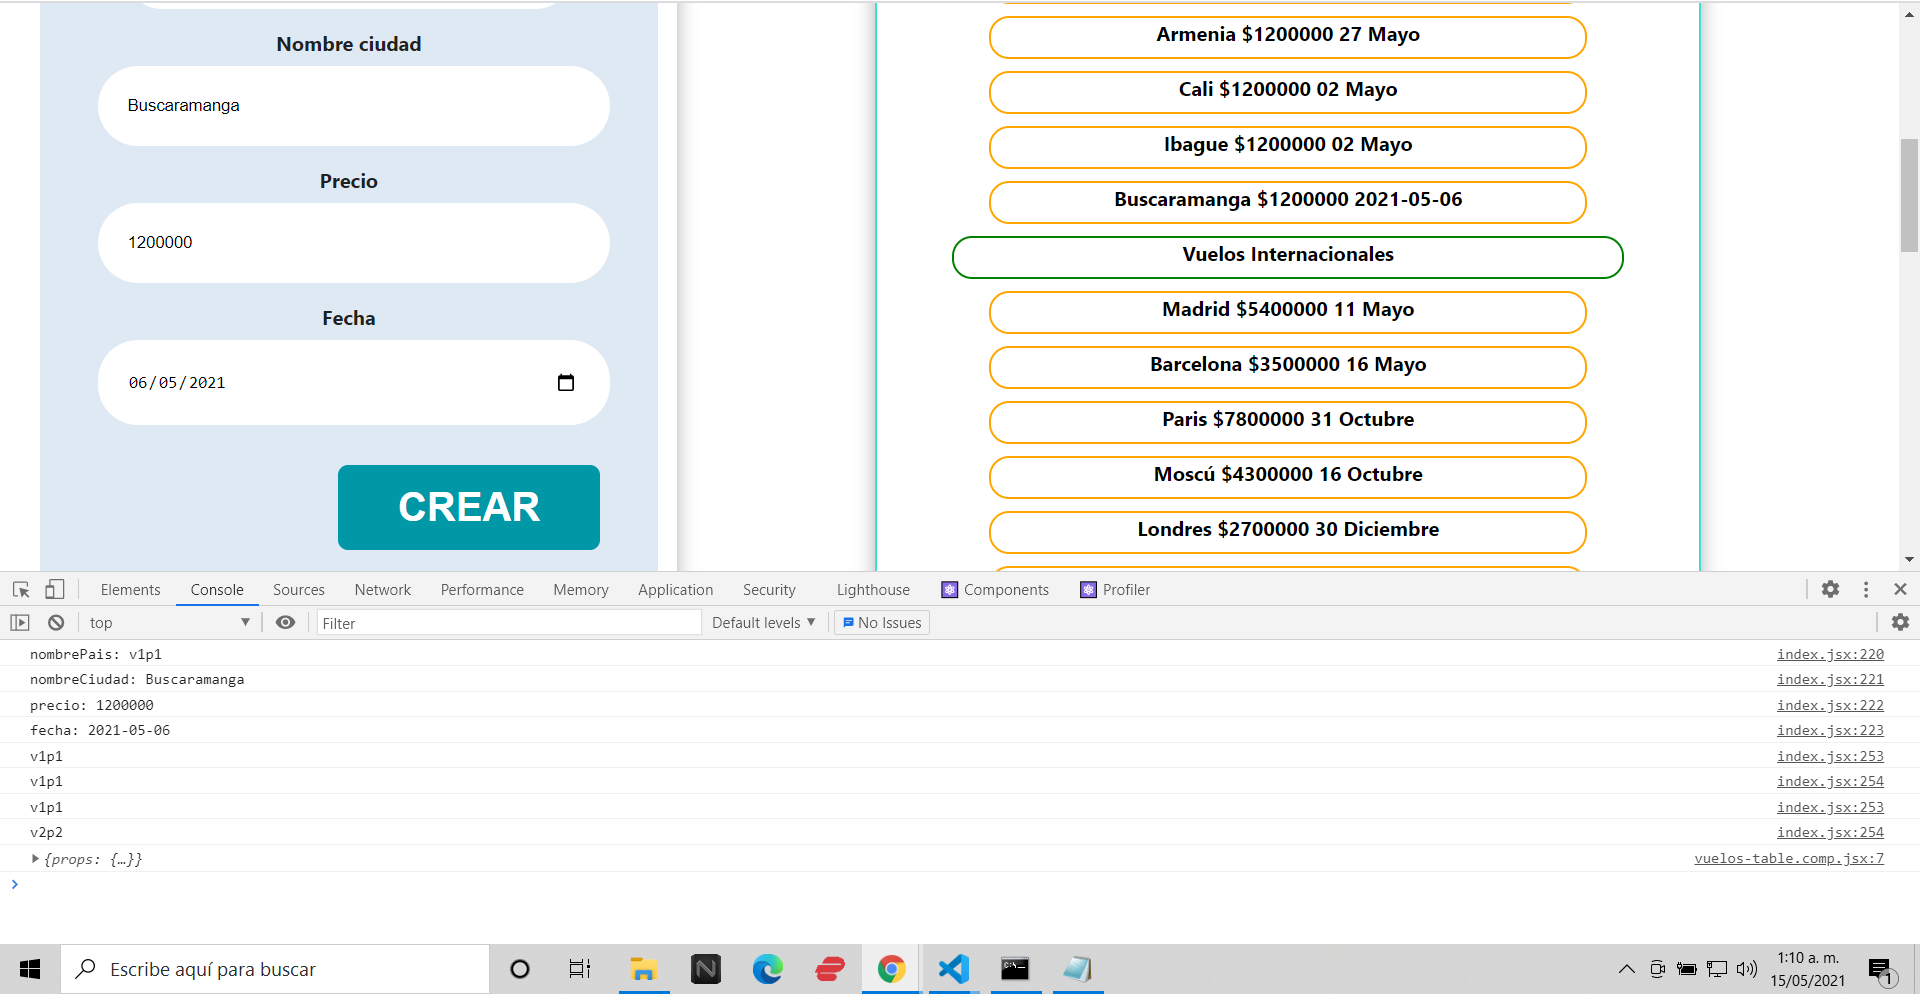 Nombre ciudad
Buscaramanga
Precio
1200000
Fecha
06/05/2021
CREAR
Armenia $1200000 27 Mayo
Cali $1200000 02 Mayo
Ibague $1200000 02 Mayo
Buscaramanga $1200000 2021-05-06
Vuelos Internacionales
Madrid $5400000 11 Mayo
Barcelona $3500000 16 Mayo
Paris $7800000 31 Octubre
Moscú $4300000 16 Octubre
Londres $2700000 30 Diciembre
Elements Console Sources Network Performance Memory Application Security Lighthouse Components Profiler
top Filter Default levels No Issues
nombrePais: v1p1 index.jsx:220
nombreCiudad: Buscaramanga index.jsx:221
precio: 1200000 index.jsx:222
fecha: 2021-05-06 index.jsx:223
v1p1 index.jsx:253
v1p1 index.jsx:254
v1p1 index.jsx:253
v2p2 index.jsx:254
{props: {…}} vuelos-table.comp.jsx:7
Escribe aquí para buscar
1:10 a. m.
15/05/2021
1